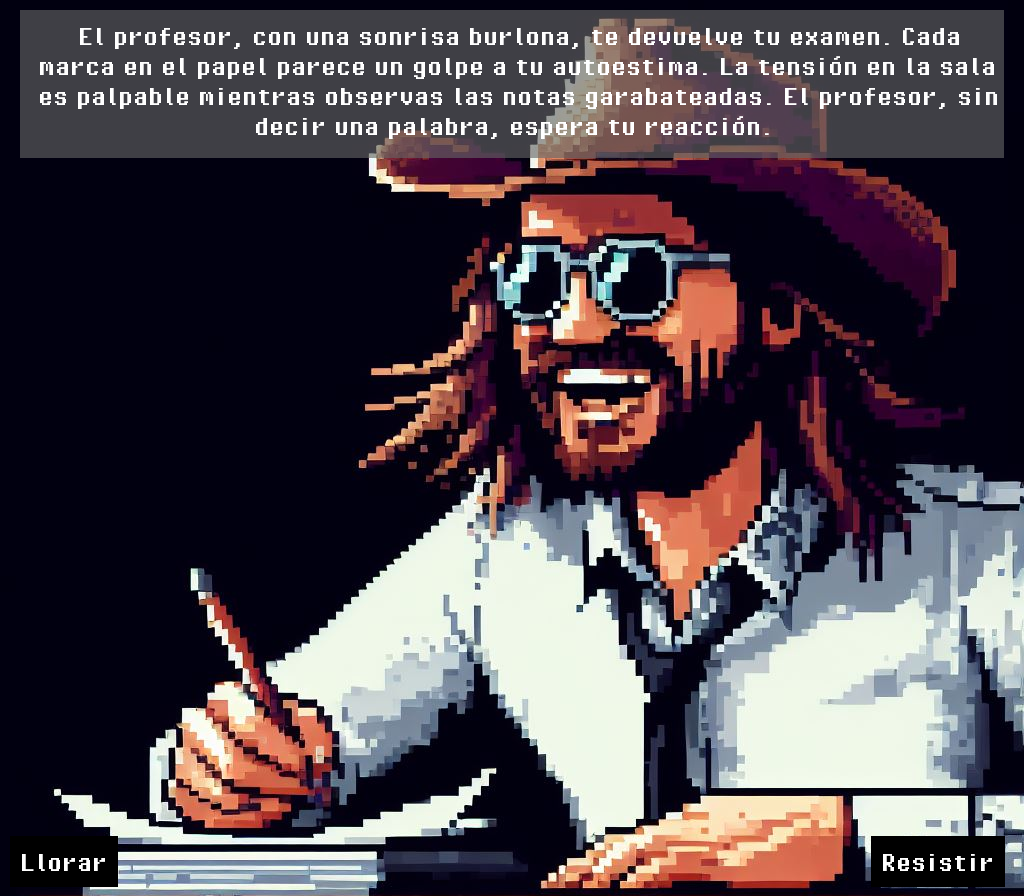 El profesor, con una sonrisa burlona, te devuelve tu examen. Cada
marca en el papel parece un golpe a tu autoestima. La tensión en la sala
es palpable mientras observas las notas garabateadas. El profesor, sin
decir una palabra, espera tu reacción.
Llorar
Resistir